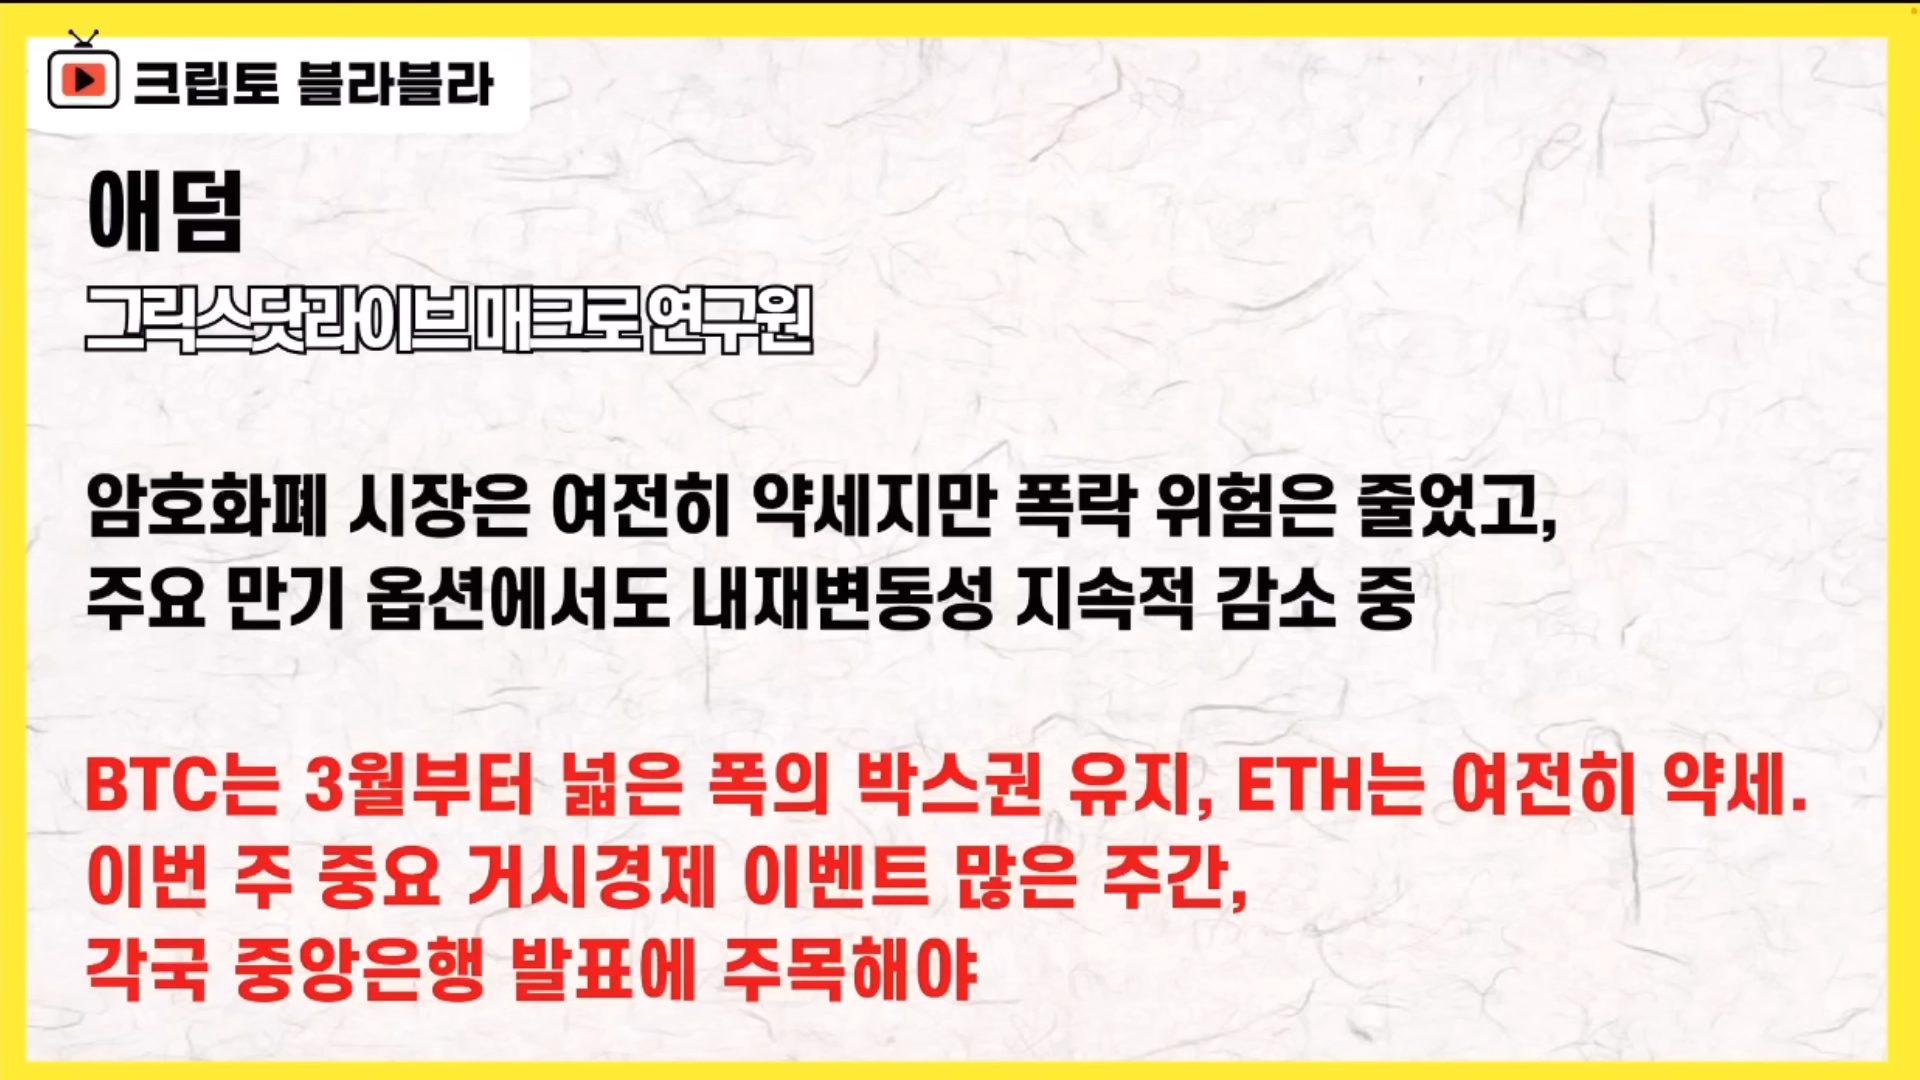 크립토 블라블라
애덤
그릭스닷라이브 매크로 연구원
암호화폐 시장은 여전히 약세지만 폭락 위험은 줄었고,
주요 만기 옵션에서도 내재변동성 지속적 감소 중
BTC는 3월부터 넓은 폭의 박스권 유지, ETH는 여전히 약세.
이번 주 중요 거시경제 이벤트 많은 주간,
각국 중앙은행 발표에 주목해야